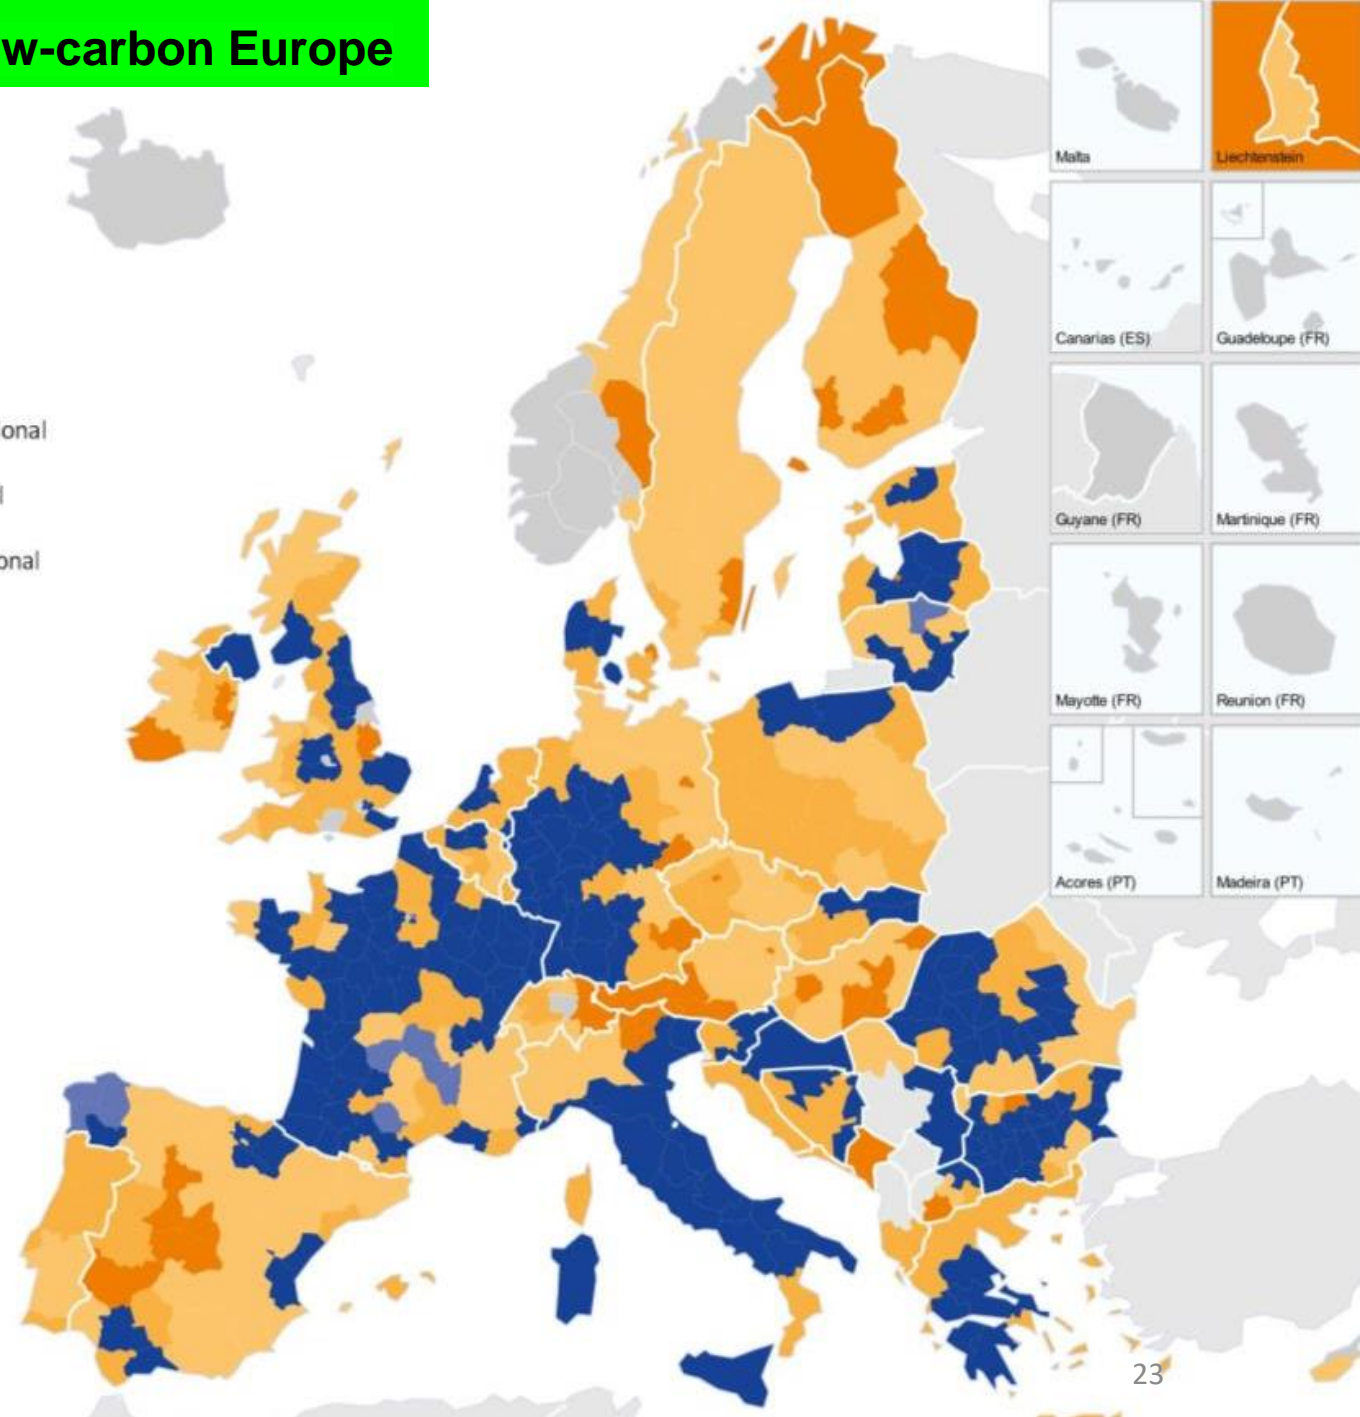 w-carbon Europe
onal
l
onal
Malta
Liechtenstein
Canarias (ES)
Guadeloupe (FR)
Guyane (FR)
Martinique (FR)
Mayotte (FR)
Reunion (FR)
Acores (PT)
Madeira (PT)
23